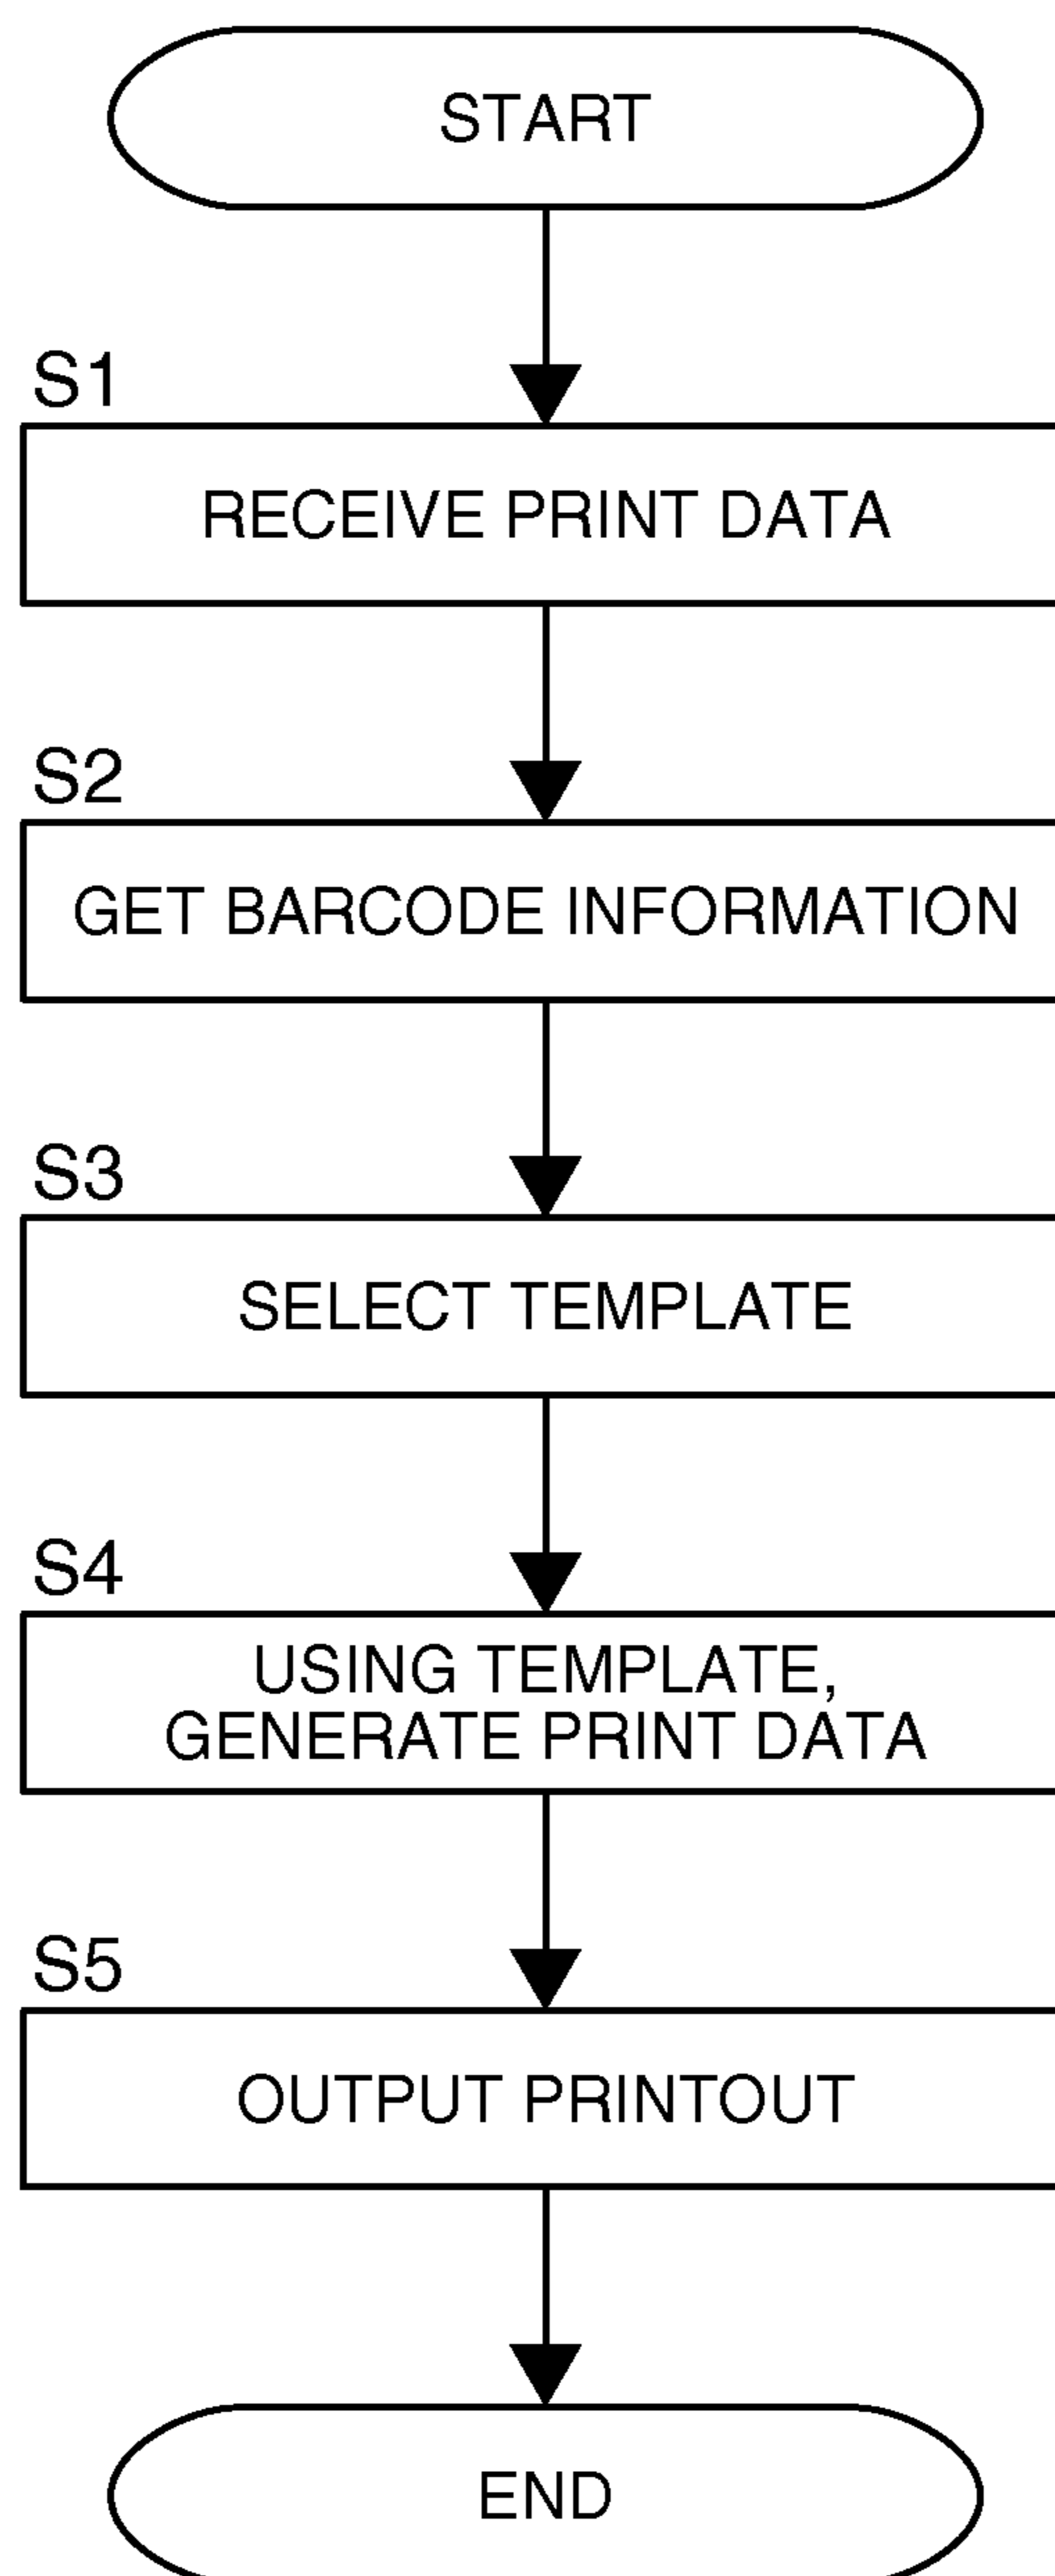 START
S1
RECEIVE PRINT DATA
S2
GET BARCODE INFORMATION
S3
SELECT TEMPLATE
S4
USING TEMPLATE,
GENERATE PRINT DATA
S5
OUTPUT PRINTOUT
END